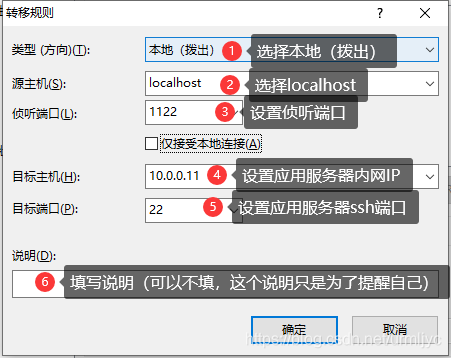 转移规则
类型 (方向)(T):
本地（拨出）
1 选择本地（拨出）
源主机(S):
localhost
2 选择localhost
侦听端口(L):
1122
3 设置侦听端口
仅接受本地连接(A)
目标主机(H):
10.0.0.11
4 设置应用服务器内网IP
目标端口(P):
22
5 设置应用服务器ssh端口
说明(D):
6 填写说明（可以不填，这个说明只是为了提醒自己）
确定
取消